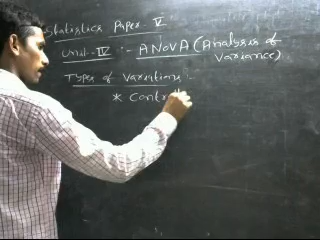 Statistics Paper - V
Unit - IV :- ANOVA (Analysis of
Variance)
Types of Variations :-
* Contr